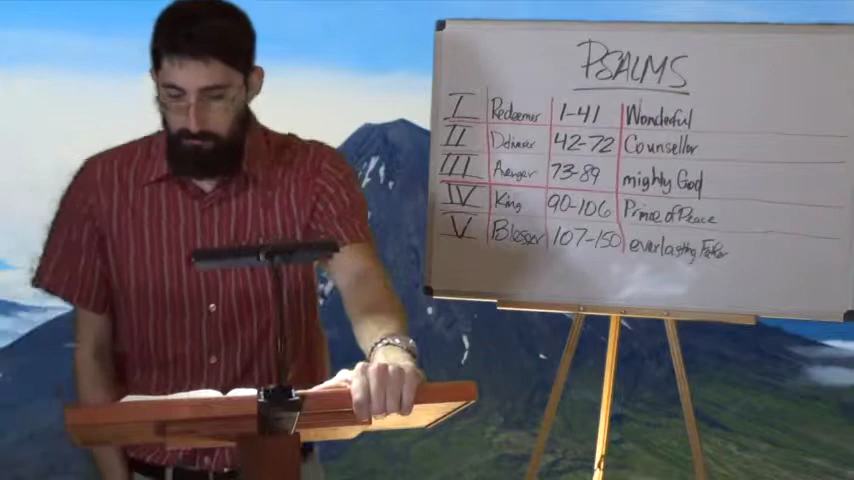 PSALMS
I Redeemer 1-41 Wonderful
II Deliverer 42-72 Counsellor
III Avenger 73-89 mighty God
IV King 90-106 Prince of Peace
V Blesser 107-150 everlasting Father